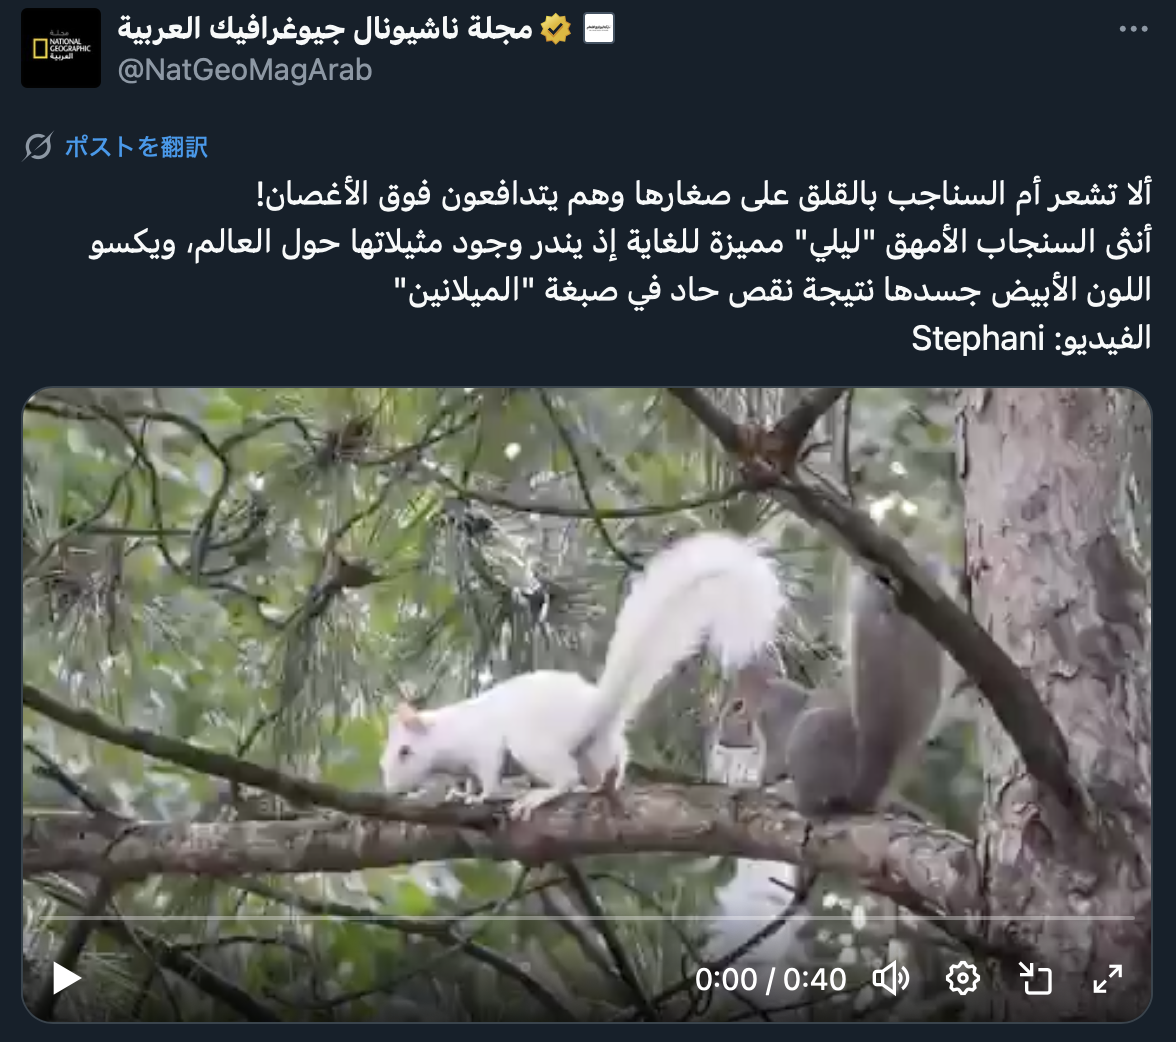 مجلة ناشيونال جيوغرافيك العربية
@NatGeoMagArab
مجلة
NATIONAL
GEOGRAPHIC
العربية
ポストを翻訳
ألا تشعر أم السناجب بالقلق على صغارها وهم يتدافعون فوق الأغصان!
أنثى السنجاب الأمهق "ليلي" مميزة للغاية إذ يندر وجود مثيلاتها حول العالم، ويكسو
اللون الأبيض جسدها نتيجة نقص حاد في صبغة "الميلانين"
الفيديو: Stephani
0:00 / 0:40